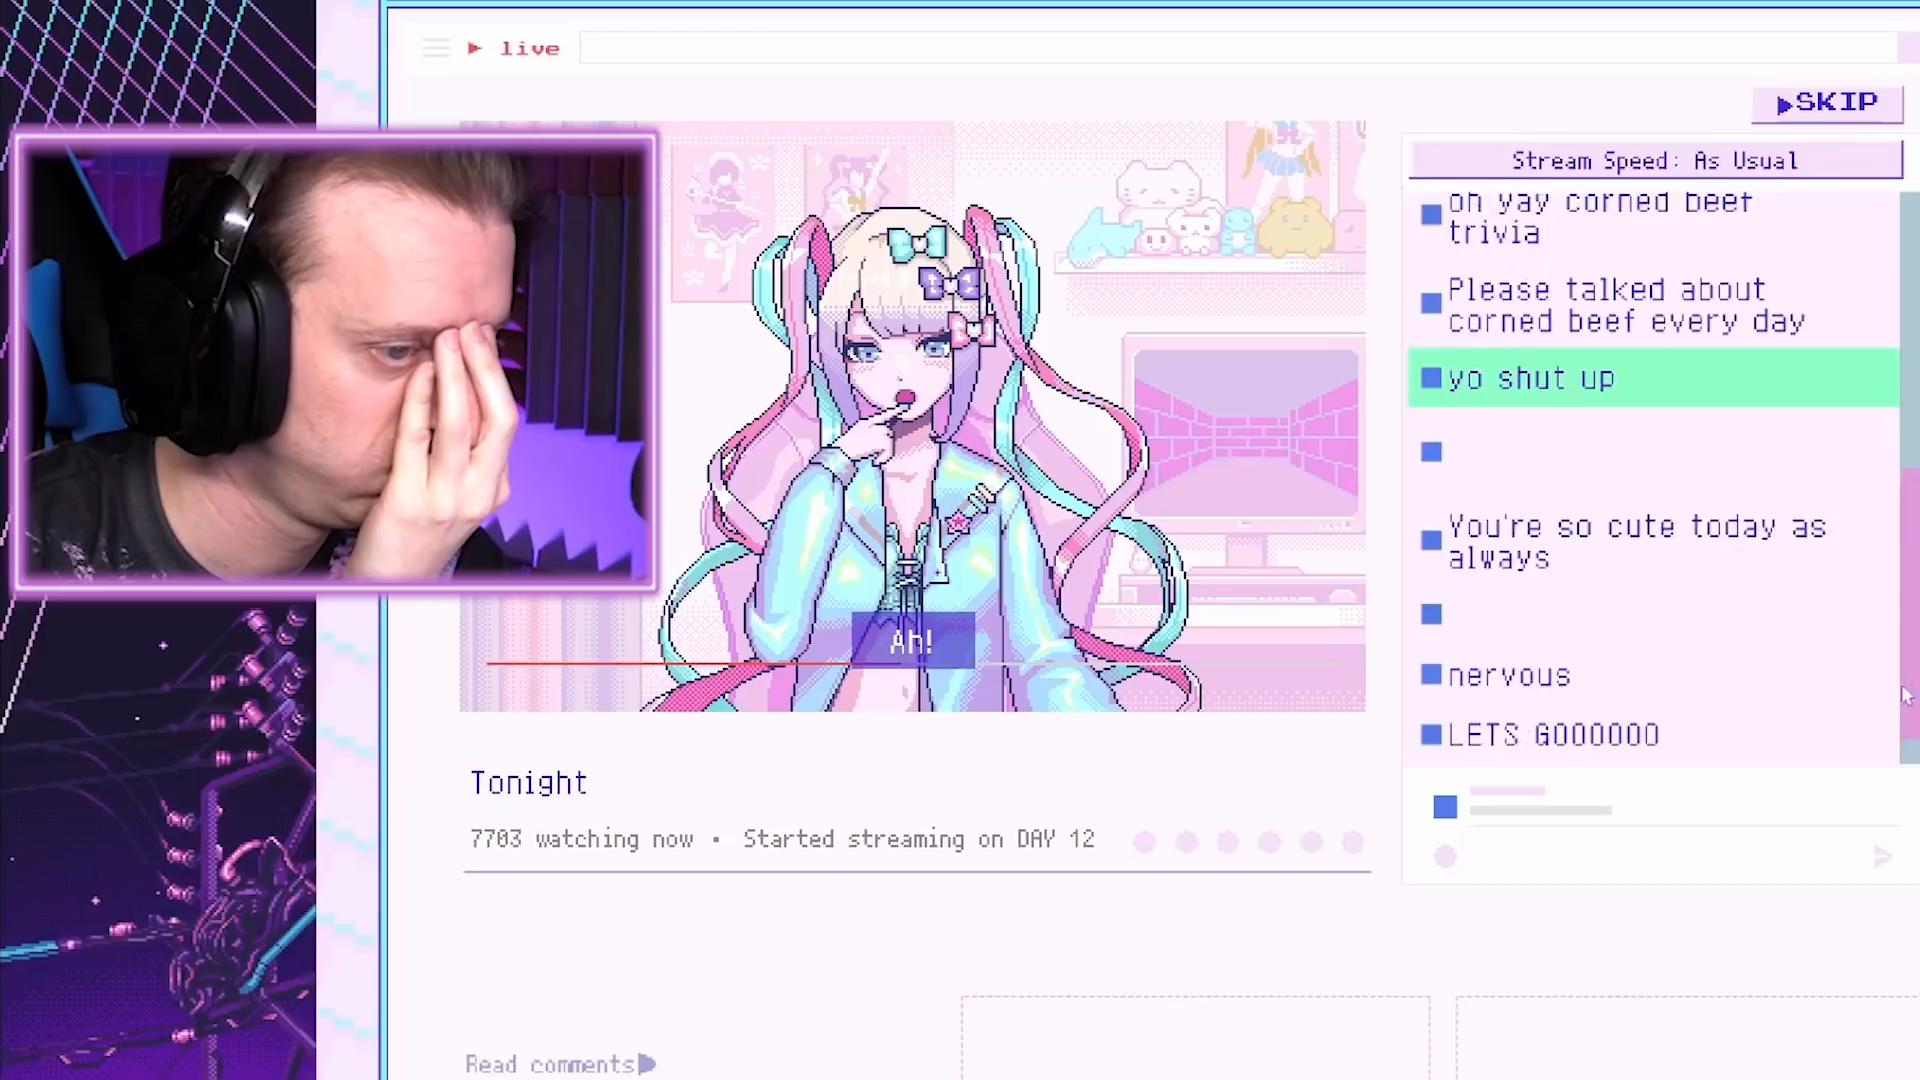 live
SKIP
Stream Speed: As Usual
oh yay corned beef
trivia
Please talked about
corned beef every day
yo shut up
You're so cute today as
always
nervous
LETS GOOOOOO
Ah!
Tonight
7703 watching now • Started streaming on DAY 12
Read comments